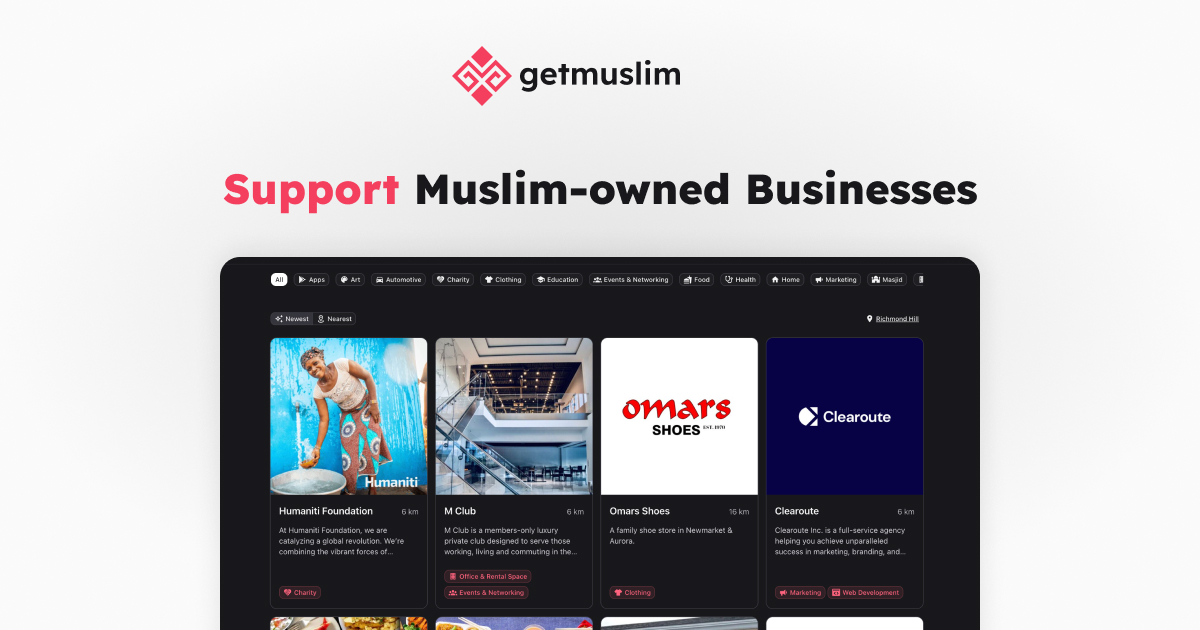 getmuslim
Support Muslim-owned Businesses
All Apps Art Automotive Charity Clothing Education Events & Networking Food Health Home Marketing Masjid
Newest Nearest Richmond Hill
Humaniti
omars
SHOES EST. 1970
Clearoute
Humaniti Foundation 6 km
At Humaniti Foundation, we are
catalyzing a global revolution. We're
combining the vibrant forces of...
Charity
M Club 6 km
M Club is a members-only luxury
private club designed to serve those
working, living and commuting in the...
Office & Rental Space
Events & Networking
Omars Shoes 16 km
A family shoe store in Newmarket &
Aurora.
Clothing
Clearoute 6 km
Clearoute Inc. is a full-service agency
helping you achieve unparalleled
success in marketing, branding, and...
Marketing Web Development